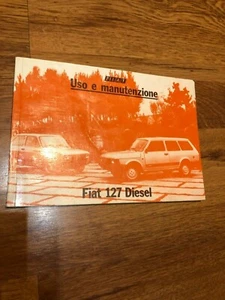 FIAT
Uso e manutenzione
Fiat 127 Diesel